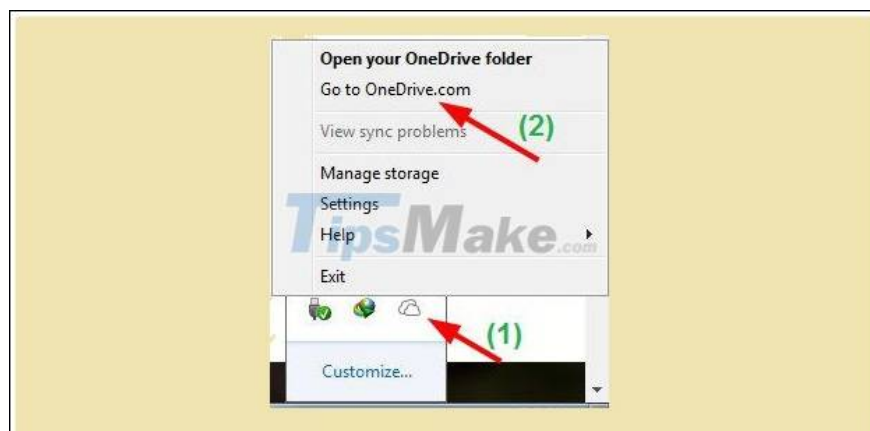 Open your OneDrive folder
Go to OneDrive.com
(2)
View sync problems
Manage storage
Settings
TipsMake.com
Help
Exit
(1)
Customize...